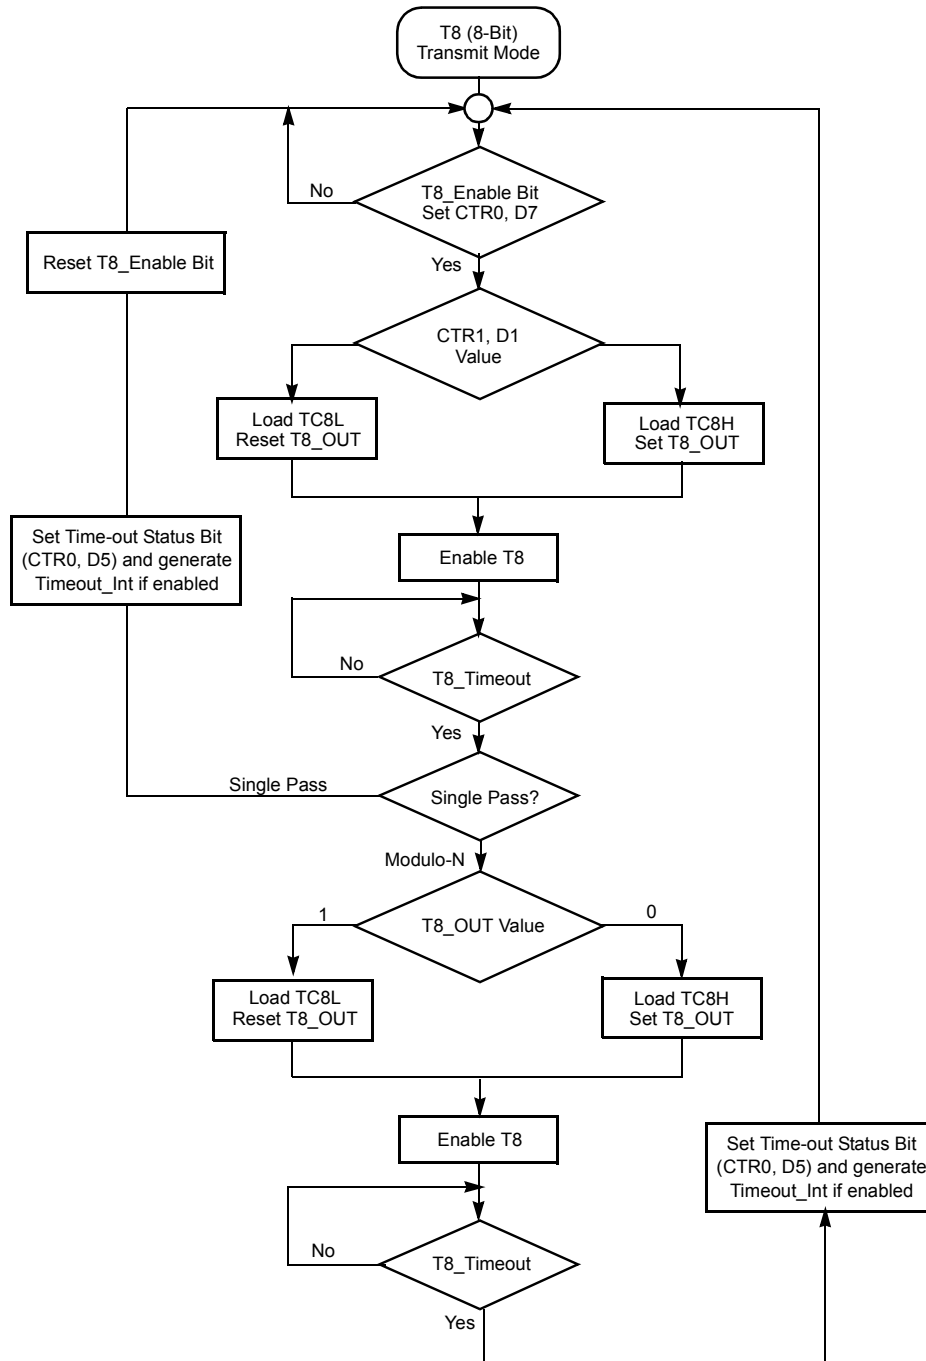 T8 (8-Bit)
Transmit Mode
No
T8_Enable Bit
Set CTR0, D7
Reset T8_Enable Bit
Yes
CTR1, D1
Value
Load TC8L
Reset T8_OUT
Load TC8H
Set T8_OUT
Set Time-out Status Bit
(CTR0, D5) and generate
Timeout_Int if enabled
Enable T8
No
T8_Timeout
Yes
Single Pass
Single Pass?
Modulo-N
1
T8_OUT Value
0
Load TC8L
Reset T8_OUT
Load TC8H
Set T8_OUT
Enable T8
Set Time-out Status Bit
(CTR0, D5) and generate
Timeout_Int if enabled
No
T8_Timeout
Yes